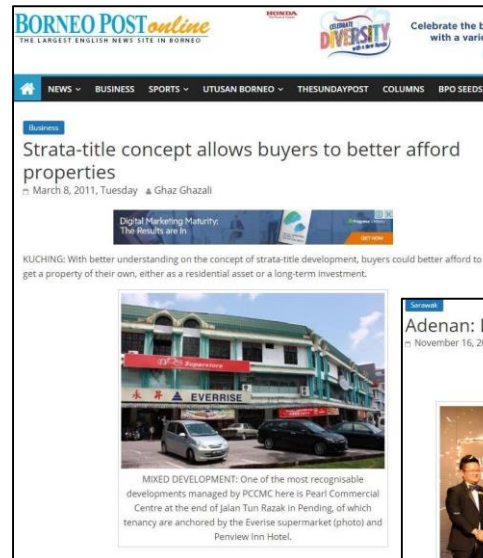 BORNEO POST online
THE LARGEST ENGLISH NEWS SITE IN BORNEO
HONDA
CELEBRATE
DIVERSITY
Celebrate the b
with a varie
NEWS BUSINESS SPORTS UTUSAN BORNEO THESUNDAYPOST COLUMNS BPO SEEDS
Business
Strata-title concept allows buyers to better afford
properties
March 8, 2011, Tuesday Ghaz Ghazali
Digital Marketing Maturity:
The Results are In
Progress
GET NOW
KUCHING: With better understanding on the concept of strata-title development, buyers could better afford to
get a property of their own, either as a residential asset or a long-term investment.
Superstore
永昇 EVERRISE
MIXED DEVELOPMENT: One of the most recognisable
developments managed by PCCMC here is Pearl Commercial
Centre at the end of Jalan Tun Razak in Pending, of which
tenancy are anchored by the Everise supermarket (photo) and
Penview Inn Hotel.
Sarawak
Adenan:
November 16, 20